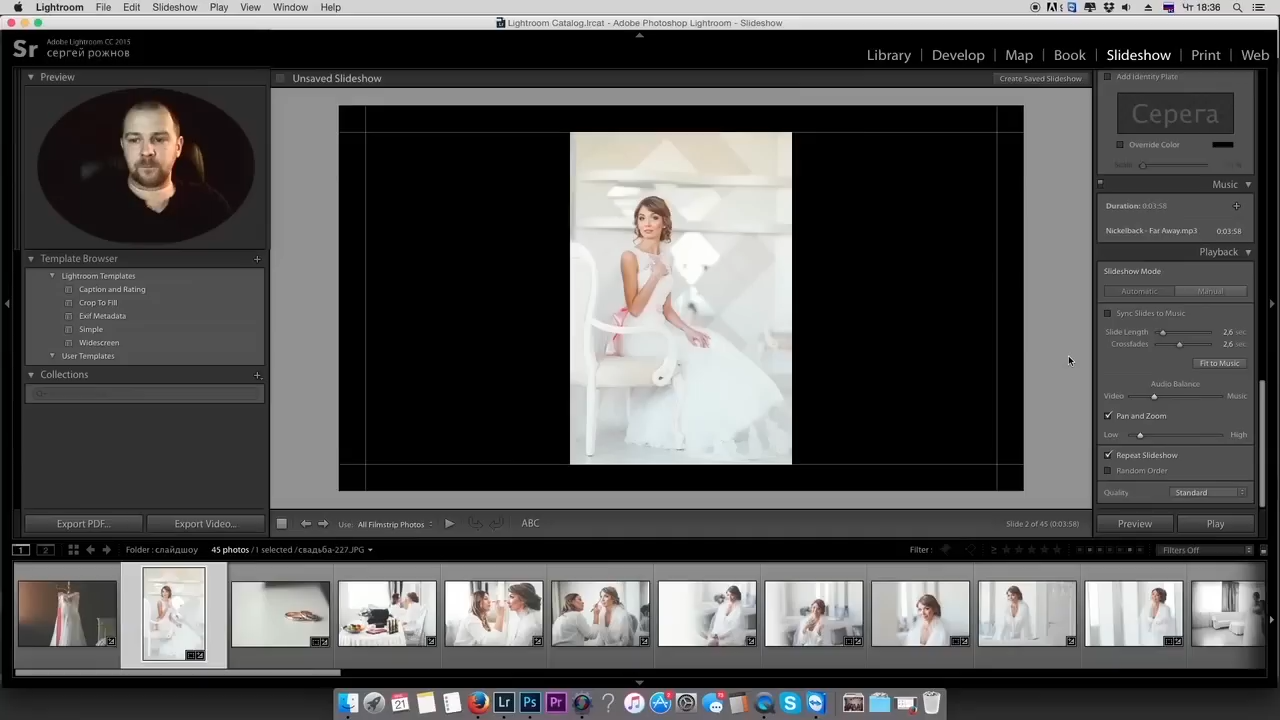 Lightroom File Edit Slideshow Play View Window Help
Чт 18:36
Lightroom Catalog.lrcat - Adobe Photoshop Lightroom - Slideshow
Sr
Adobe Lightroom CC 2015
сергей рожнов
Library | Develop | Map | Book | Slideshow | Print | Web
Preview
Template Browser
Lightroom Templates
Caption and Rating
Crop To Fill
Exif Metadata
Simple
Widescreen
User Templates
Collections
Export PDF...
Export Video...
Unsaved Slideshow
Create Saved Slideshow
Use: All Filmstrip Photos
ABC
Slide 2 of 45 (0:03:58)
Add Identity Plate
Серега
Override Color
Music
Duration: 0:03:58
Nickelback - Far Away.mp3 0:03:58
Playback
Slideshow Mode
Automatic Manual
Sync Slides to Music
Slide Length 2,6 sec
Crossfades 2,6 sec
Fit to Music
Audio Balance
Video Music
Pan and Zoom
Low High
Repeat Slideshow
Random Order
Quality Standard
Preview Play
1 2
Folder : слайдшоу
45 photos / 1 selected / свадьба-227.JPG
Filter :
Filters Off
21
Lr Ps Pr